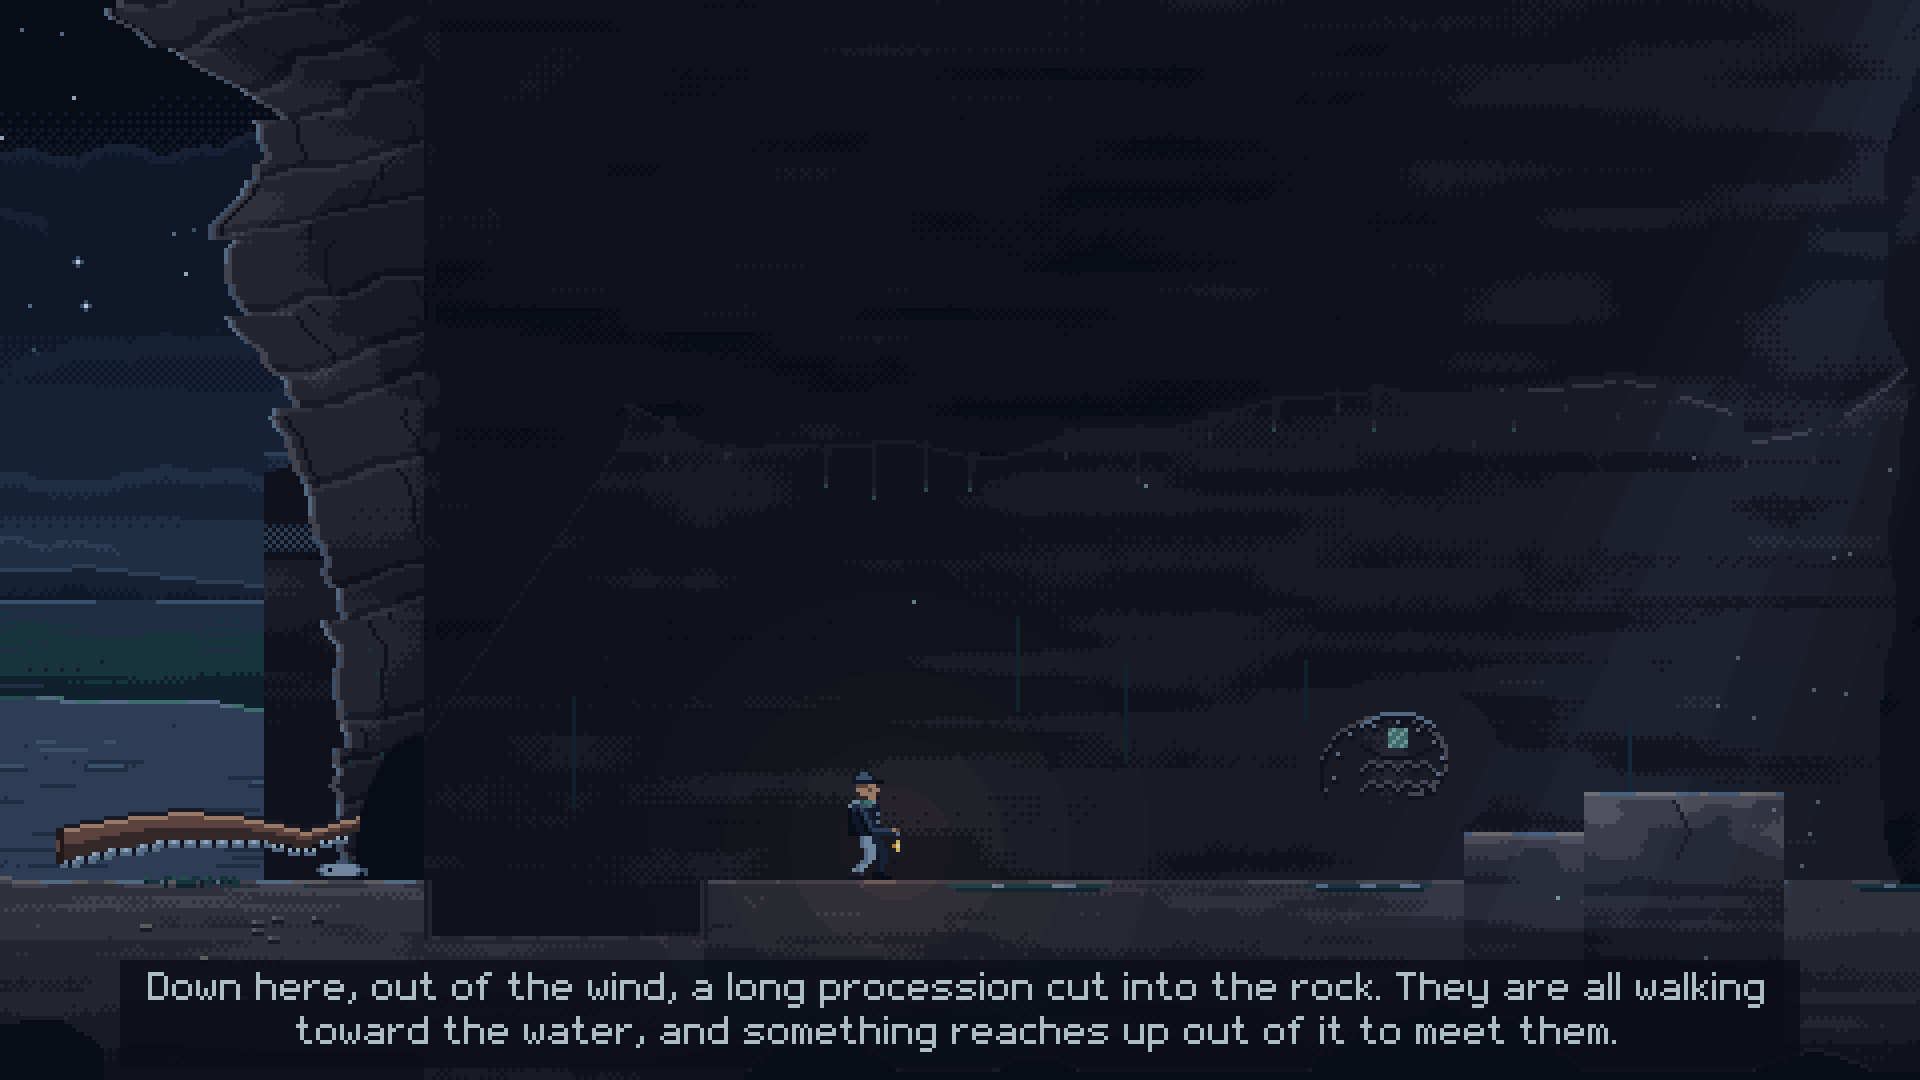 Down here, out of the wind, a long procession cut into the rock. They are all walking
toward the water, and something reaches up out of it to meet them.